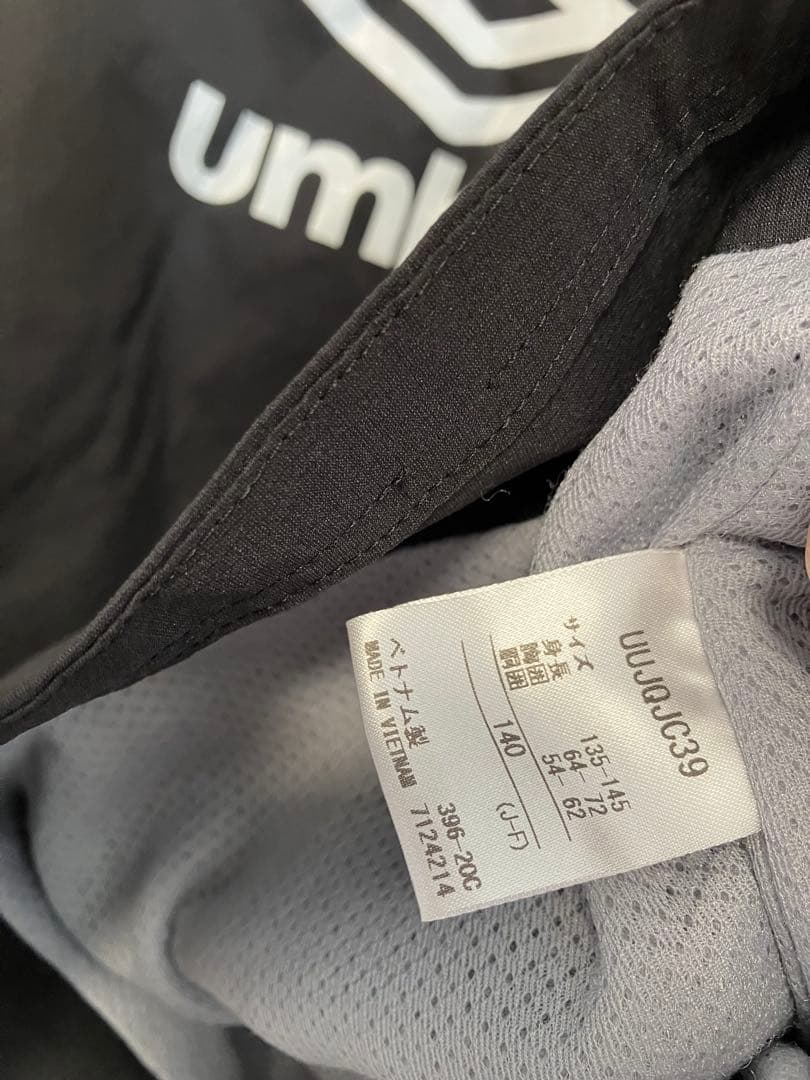 umb
UUJQJC39
サイズ
身長 135-145
胸囲 64- 72
胴囲 54- 62
140 (J-F)
ベトナム製 396-20C
MADE IN VIETNAM 7124214